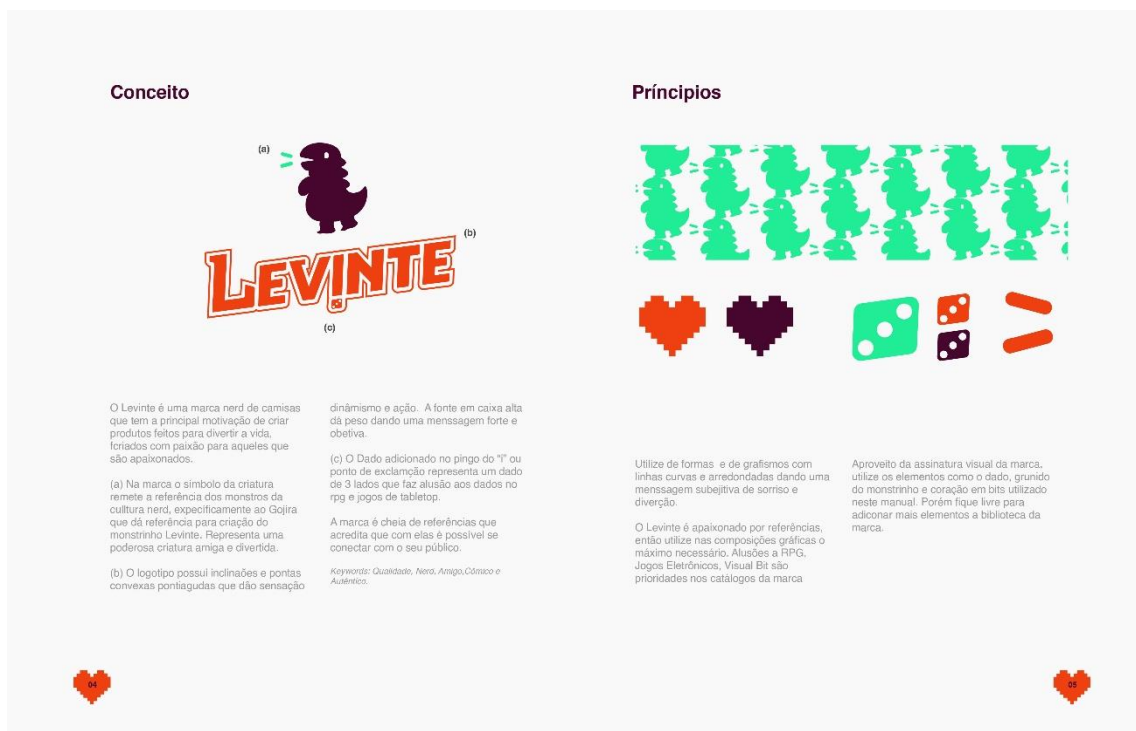 Conceito
(a)
(b)
LEVINTE
(c)
O Levinte é uma marca nerd de camisas
que tem a principal motivação de criar
produtos feitos para divertir a vida,
fcriados com paixão para aqueles que
são apaixonados.
(a) Na marca o simbolo da criatura
remete a referência dos monstros da
culltura nerd, expecificamente ao Gojira
que dá referência para criação do
monstrinho Levinte. Representa uma
poderosa criatura amiga e divertida.
(b) O logotipo possui inclinaões e pontas
convexas pontiagudas que dão sensação
dinâmismo e ação. A fonte em caixa alta
dá peso dando uma menssagem forte e
obetiva.
(c) O Dado adicionado no pingo do "i" ou
ponto de exclamção representa um dado
de 3 lados que faz alusão aos dados no
rpg e jogos de tabletop.
A marca é cheia de referências que
acredita que com elas é possível se
conectar com o seu público.
Keywords: Qualidade, Nerd, Amigo,Cômico e
Autêntico.
04
Príncipios
Utilize de formas e de grafismos com
linhas curvas e arredondadas dando uma
menssagem subejitiva de sorriso e
diverção.
O Levinte é apaixonado por referências,
então utilize nas composições gráficas o
máximo necessário. Alusões a RPG,
Jogos Eletrônicos, Visual Bit são
prioridades nos catálogos da marca
Aproveito da assinatura visual da marca,
utilize os elementos como o dado, grunido
do monstrinho e coração em bits utilizado
neste manual. Porém fique livre para
adiconar mais elementos a biblioteca da
marca.
05